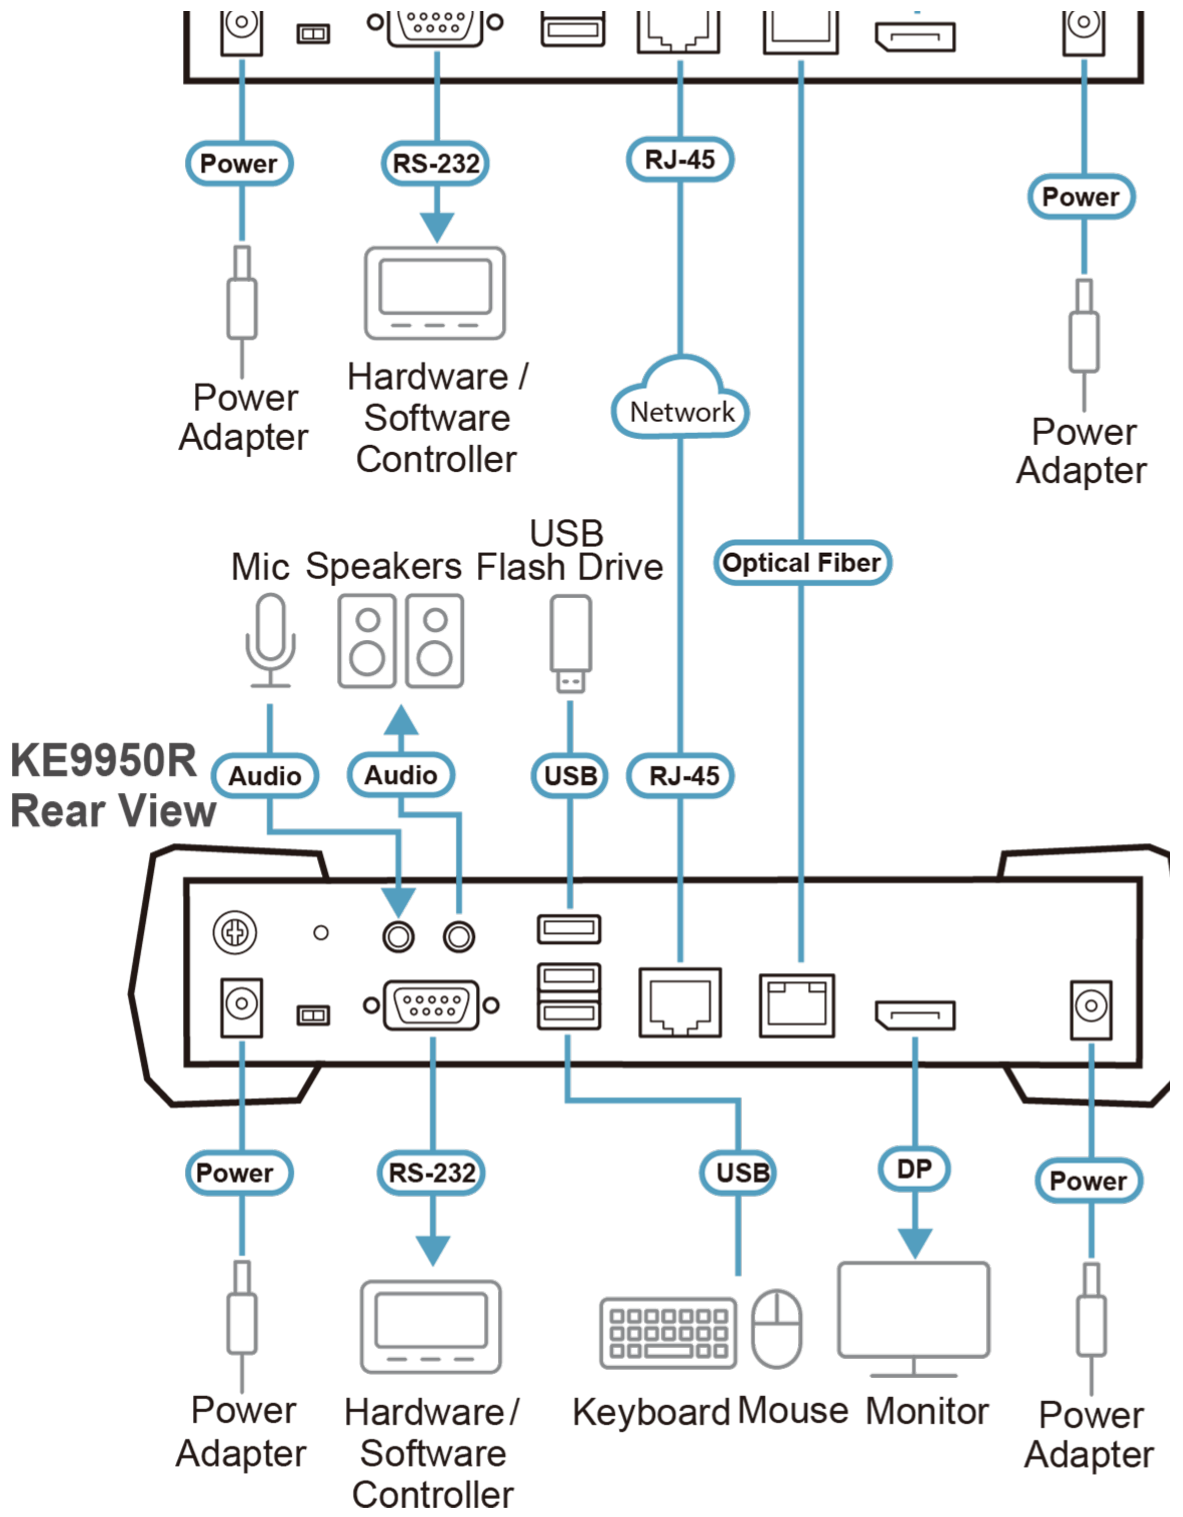 Power
RS-232
RJ-45
Power
Hardware /
Software
Controller
Power
Adapter
Network
Power
Adapter
USB
Flash Drive
Mic
Speakers
Optical Fiber
KE9950R
Rear View
Audio
Audio
USB
RJ-45
Power
RS-232
USB
DP
Power
Power
Adapter
Hardware /
Software
Controller
Keyboard
Mouse
Monitor
Power
Adapter